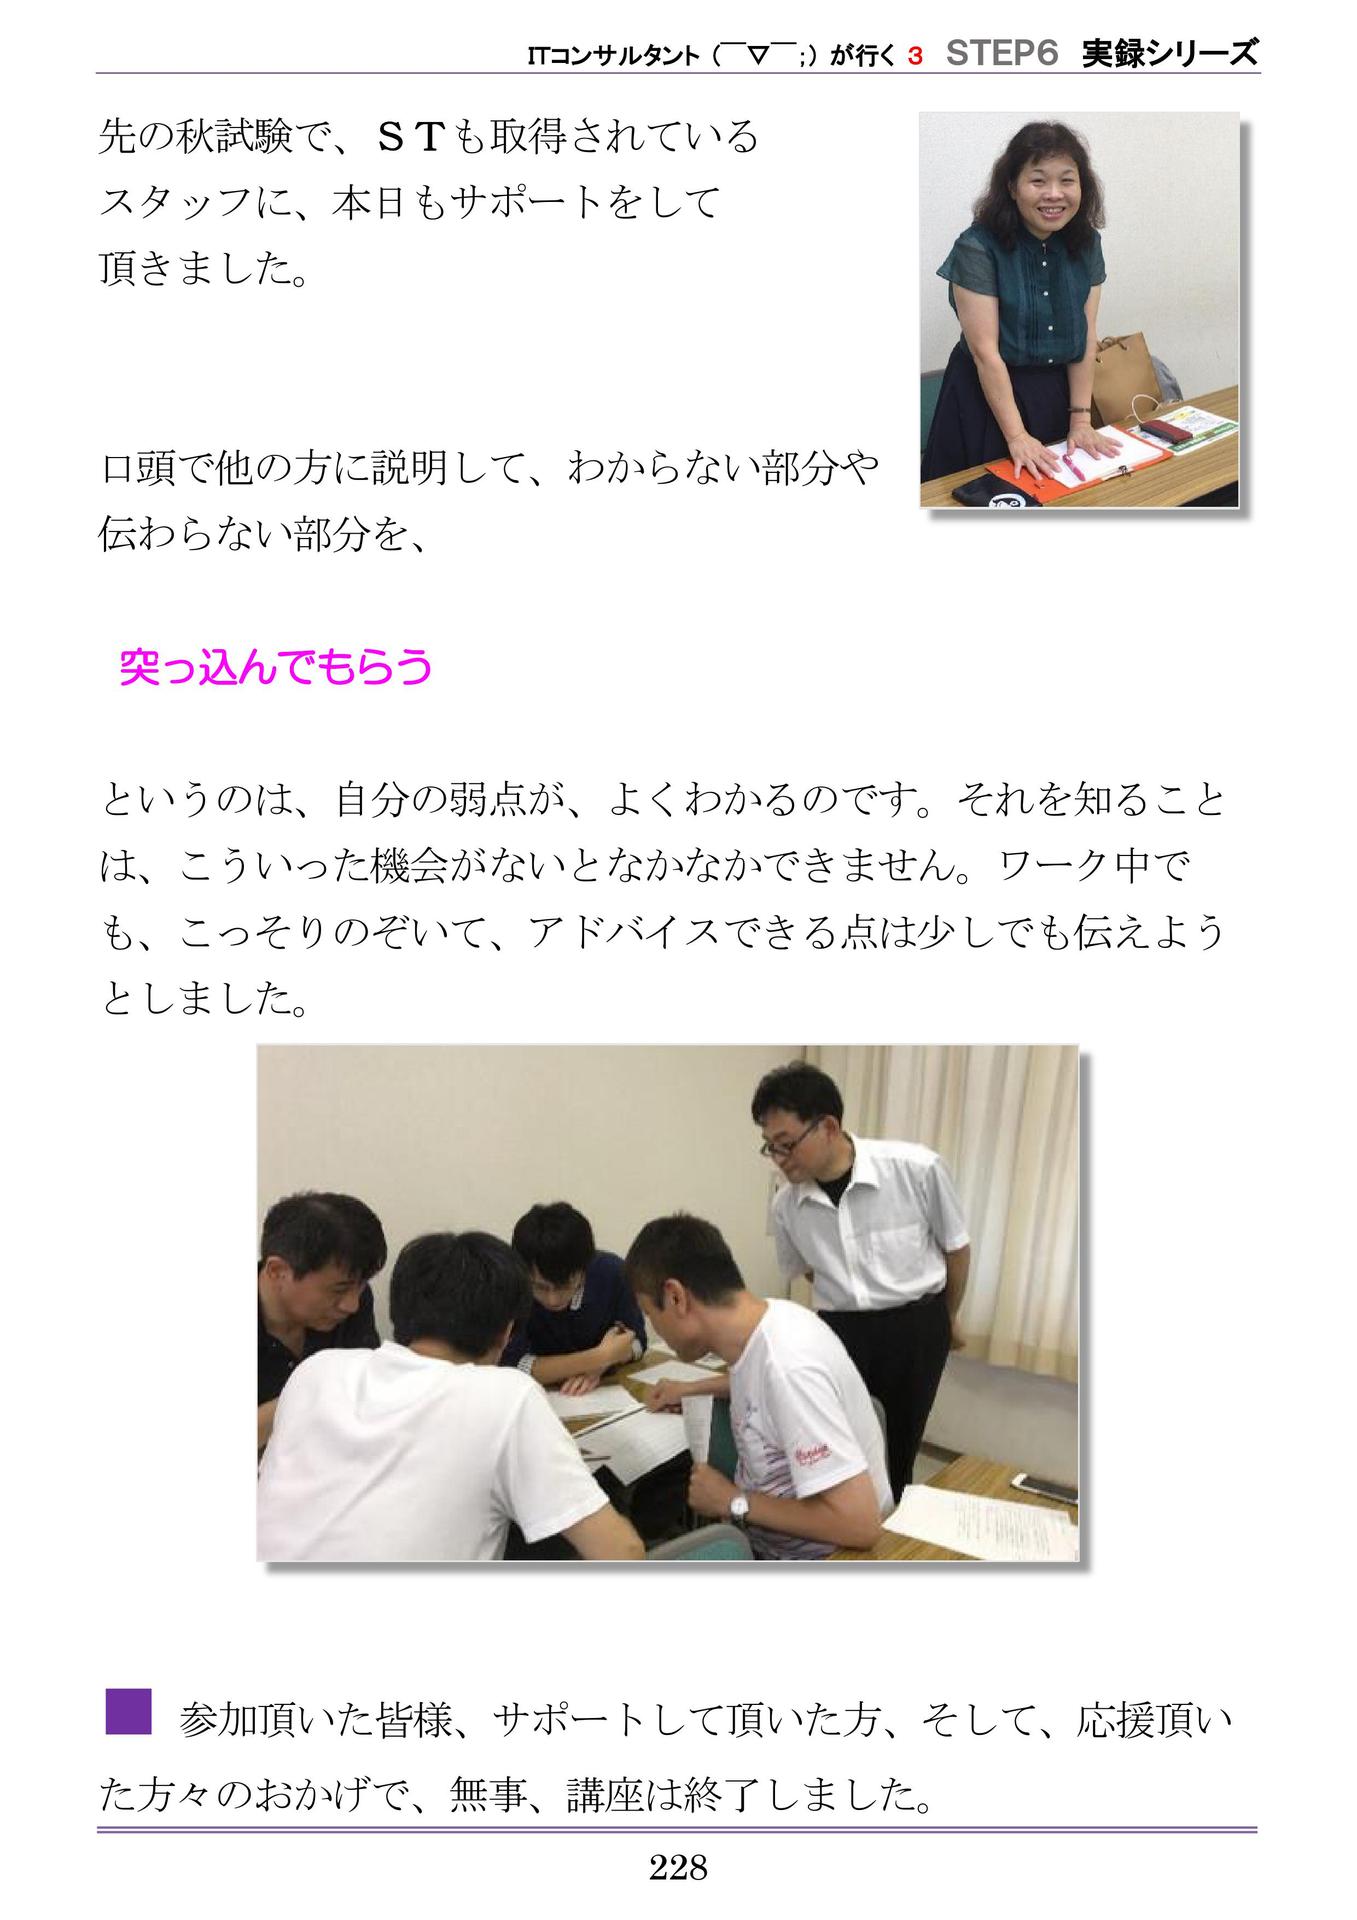 ITコンサルタント（￣▽￣；）が行く 3 STEP6 実録シリーズ
先の秋試験で、ＳＴも取得されている
スタッフに、本日もサポートをして
頂きました。
口頭で他の方に説明して、わからない部分や
伝わらない部分を、
突っ込んでもらう
というのは、自分の弱点が、よくわかるのです。それを知ること
は、こういった機会がないとなかなかできません。ワーク中で
も、こっそりのぞいて、アドバイスできる点は少しでも伝えよう
としました。
■ 参加頂いた皆様、サポートして頂いた方、そして、応援頂い
た方々のおかげで、無事、講座は終了しました。
228